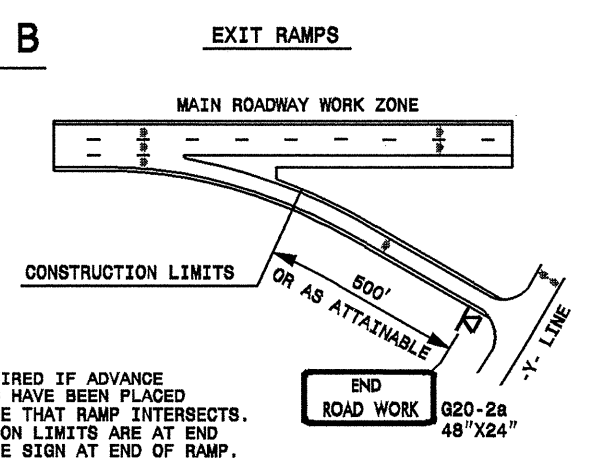 B
EXIT RAMPS
MAIN ROADWAY WORK ZONE
CONSTRUCTION LIMITS
500'
OR AS ATTAINABLE
-Y- LINE
END
ROAD WORK
G20-2a
48"X24"
IRED IF ADVANCE
HAVE BEEN PLACED
E THAT RAMP INTERSECTS.
ON LIMITS ARE AT END
E SIGN AT END OF RAMP.